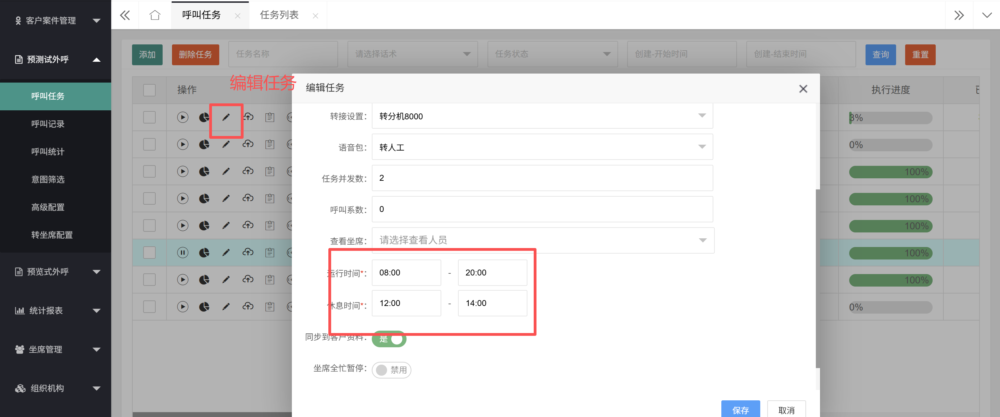 客户案件管理
预测试外呼
呼叫任务
呼叫记录
呼叫统计
意图筛选
高级配置
转坐席配置
预览式外呼
统计报表
坐席管理
组织机构
呼叫任务
任务列表
添加
删除任务
任务名称
请选择话术
任务状态
创建-开始时间
创建-结束时间
查询
重置
操作
编辑任务
执行进度
3%
0%
100%
100%
100%
100%
100%
0%
编辑任务
转接设置：
转分机8000
语音包：
转人工
任务并发数：
2
呼叫系数：
0
查看坐席：
请选择查看人员
运行时间*：
08:00 - 20:00
休息时间*：
12:00 - 14:00
同步到客户资料：
是
坐席全忙暂停：
禁用
保存
取消